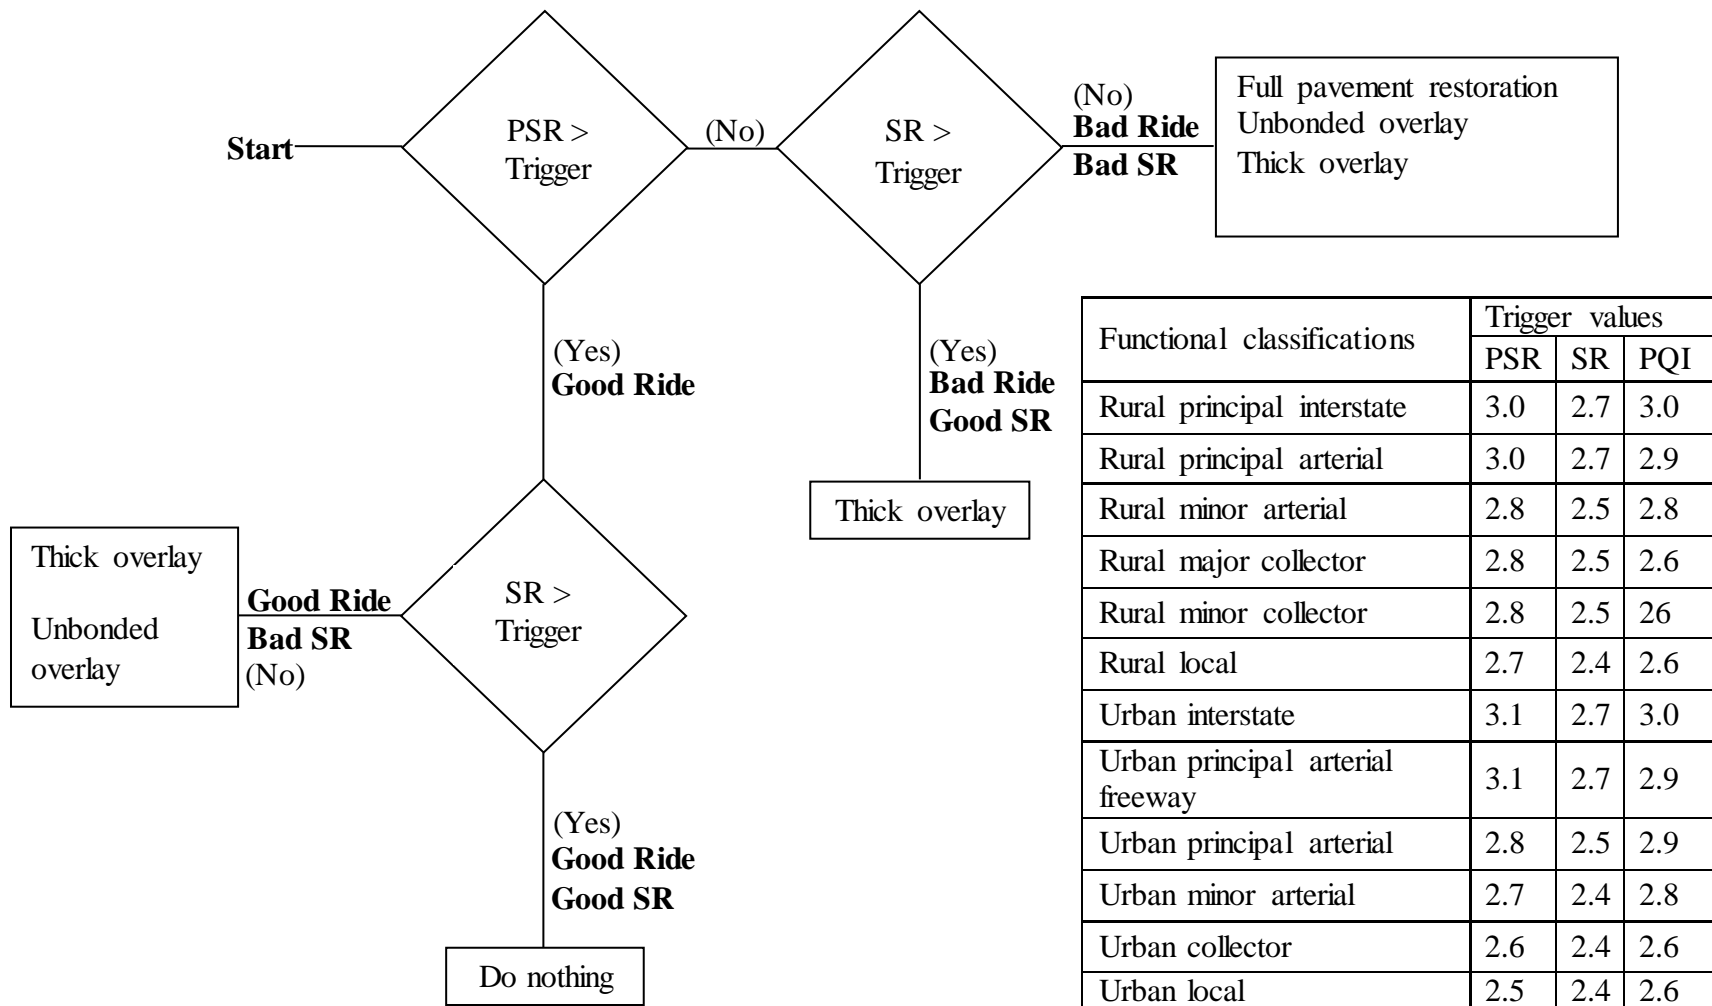 Start
PSR >
Trigger
(No)
SR >
Trigger
(No)
Bad Ride
Bad SR
Full pavement restoration
Unbonded overlay
Thick overlay
(Yes)
Good Ride
(Yes)
Bad Ride
Good SR
Thick overlay
SR >
Trigger
Good Ride
Bad SR
(No)
Thick overlay
Unbonded
overlay
(Yes)
Good Ride
Good SR
Do nothing
Functional classifications
Trigger values
PSR SR PQI
Rural principal interstate 3.0 2.7 3.0
Rural principal arterial 3.0 2.7 2.9
Rural minor arterial 2.8 2.5 2.8
Rural major collector 2.8 2.5 2.6
Rural minor collector 2.8 2.5 26
Rural local 2.7 2.4 2.6
Urban interstate 3.1 2.7 3.0
Urban principal arterial
freeway 3.1 2.7 2.9
Urban principal arterial 2.8 2.5 2.9
Urban minor arterial 2.7 2.4 2.8
Urban collector 2.6 2.4 2.6
Urban local 2.5 2.4 2.6